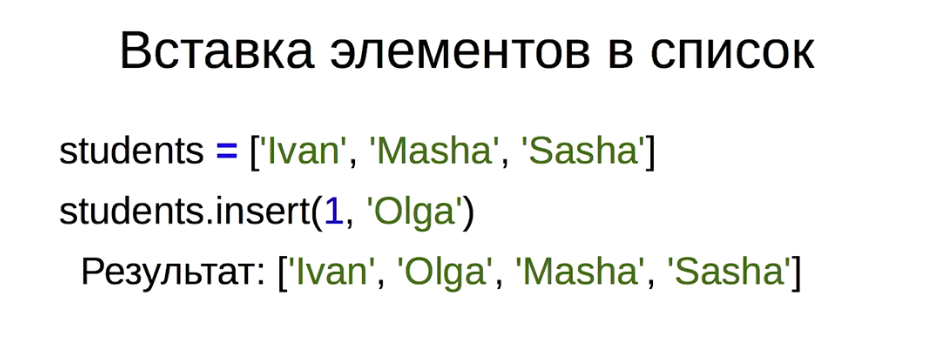 Вставка элементов в список
students = ['Ivan', 'Masha', 'Sasha']
students.insert(1, 'Olga')
Результат: ['Ivan', 'Olga', 'Masha', 'Sasha']